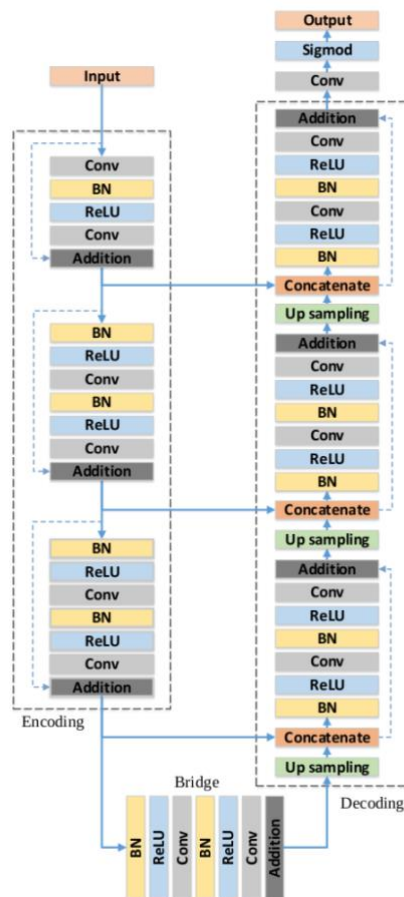 Input
Conv
BN
ReLU
Conv
Addition
BN
ReLU
Conv
BN
ReLU
Conv
Addition
BN
ReLU
Conv
BN
ReLU
Conv
Addition
Encoding
Bridge
BN
ReLU
Conv
BN
ReLU
Conv
Addition
Output
Sigmod
Conv
Addition
Conv
ReLU
BN
Conv
ReLU
BN
Concatenate
Up sampling
Addition
Conv
ReLU
BN
Conv
ReLU
BN
Concatenate
Up sampling
Addition
Conv
ReLU
BN
Conv
ReLU
BN
Concatenate
Up sampling
Decoding